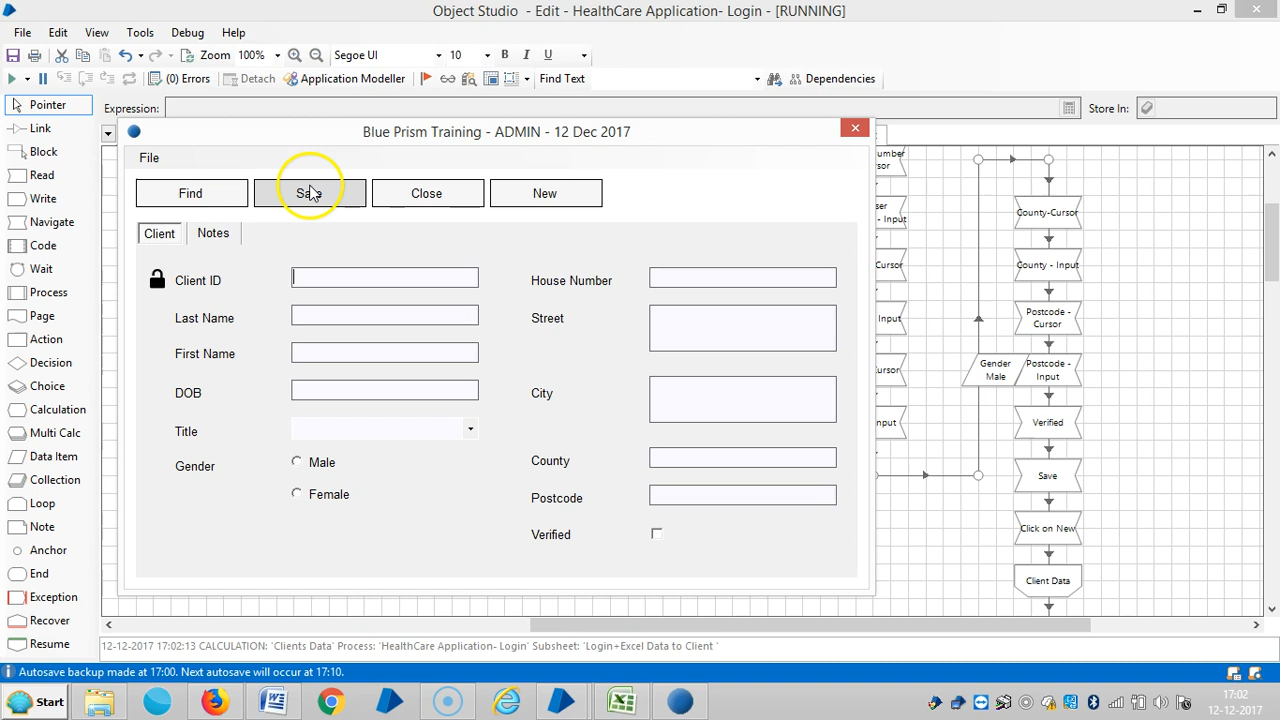 Object Studio - Edit - HealthCare Application- Login - [RUNNING]
File Edit View Tools Debug Help
Zoom 100% Segoe UI 10 B I U
(0) Errors Detach Application Modeller Find Text Dependencies
Pointer Expression: Store In:
Link
Block
Read
Write
Navigate
Code
Wait
Process
Page
Action
Decision
Choice
Calculation
Multi Calc
Data Item
Collection
Loop
Note
Anchor
End
Exception
Recover
Resume
Blue Prism Training - ADMIN - 12 Dec 2017
File
Find Close New
Client Notes
Client ID
Last Name
First Name
DOB
Title
Gender
Male
Female
House Number
Street
City
County
Postcode
Verified
- Input
Input
County-Cursor
County - Input
Postcode -
Cursor
Gender
Male
Postcode -
Input
Verified
Save
Click on New
Client Data
12-12-2017 17:02:13 CALCULATION: 'Clients Data' Process: 'HealthCare Application- Login' Subsheet: 'Login+Excel Data to Client '
Autosave backup made at 17:00. Next autosave will occur at 17:10.
Start
17:02
12-12-2017